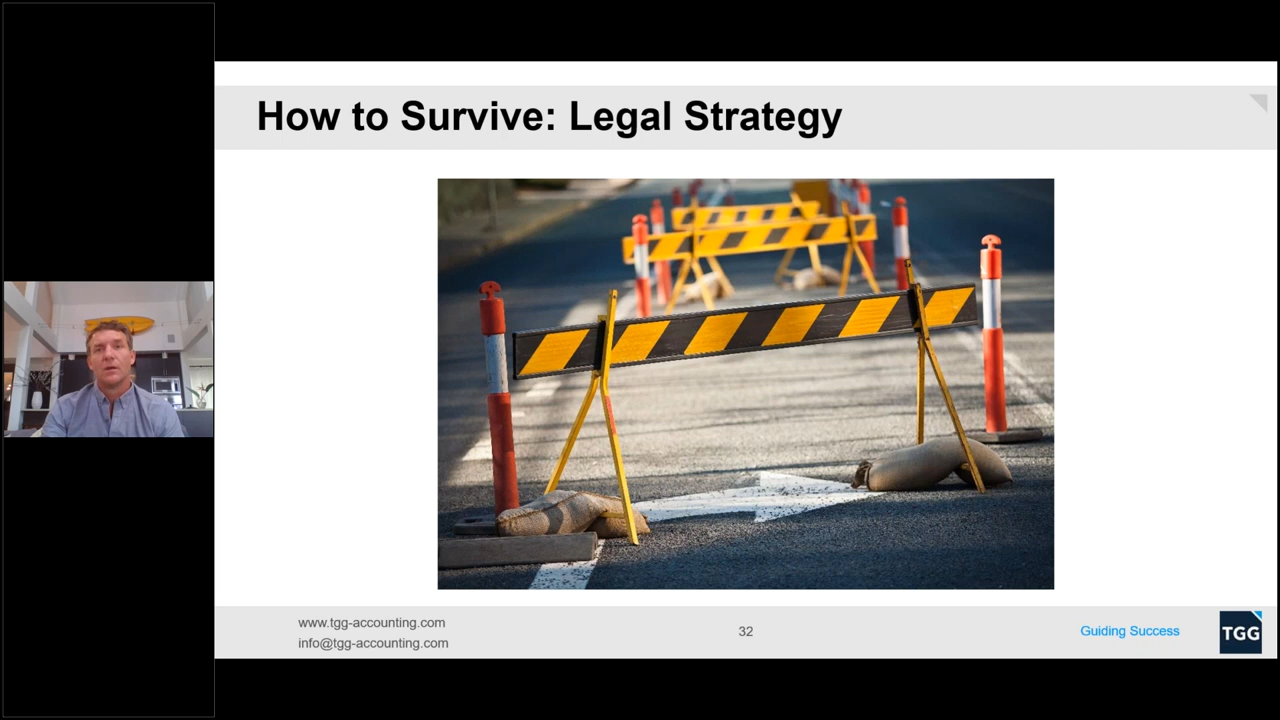 How to Survive: Legal Strategy
www.tgg-accounting.com
info@tgg-accounting.com
32
Guiding Success
TGG